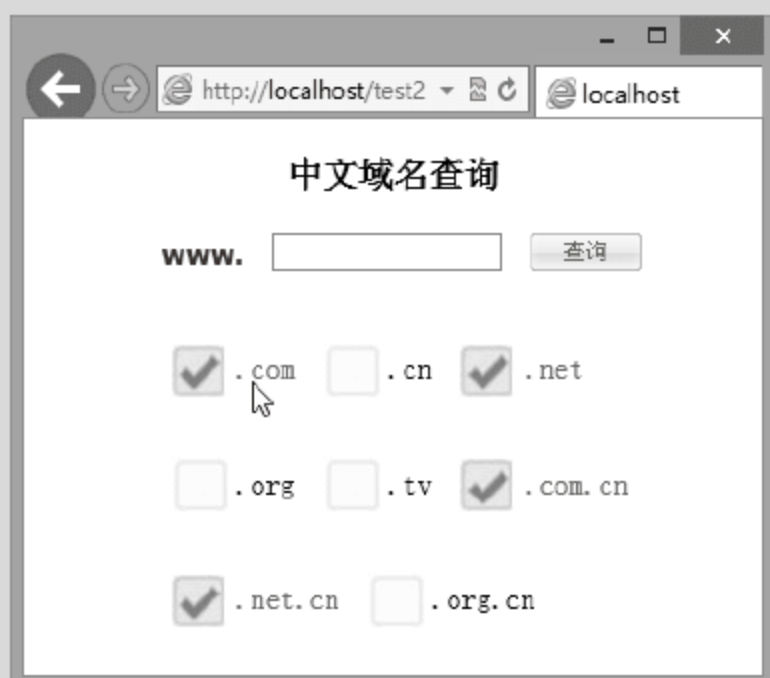 http://localhost/test2 localhost
中文域名查询
www. 查询
.com .cn .net
.org .tv .com.cn
.net.cn .org.cn